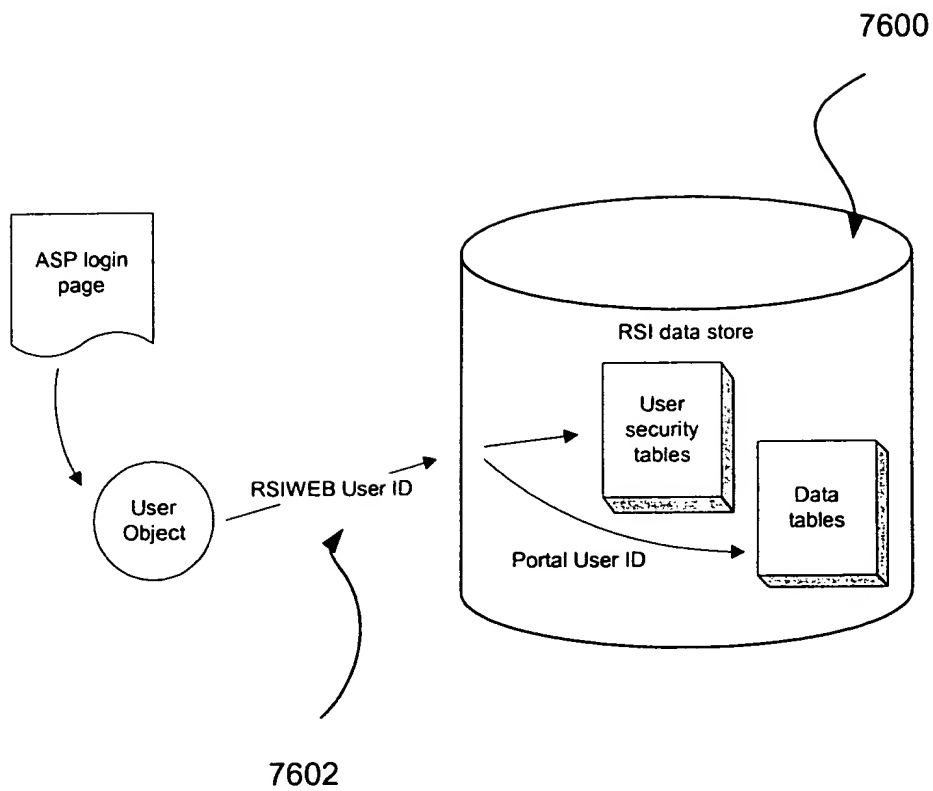 7600
ASP login
page
RSI data store
User
security
tables
RSIWEB User ID
User
Object
Data
tables
Portal User ID
7602